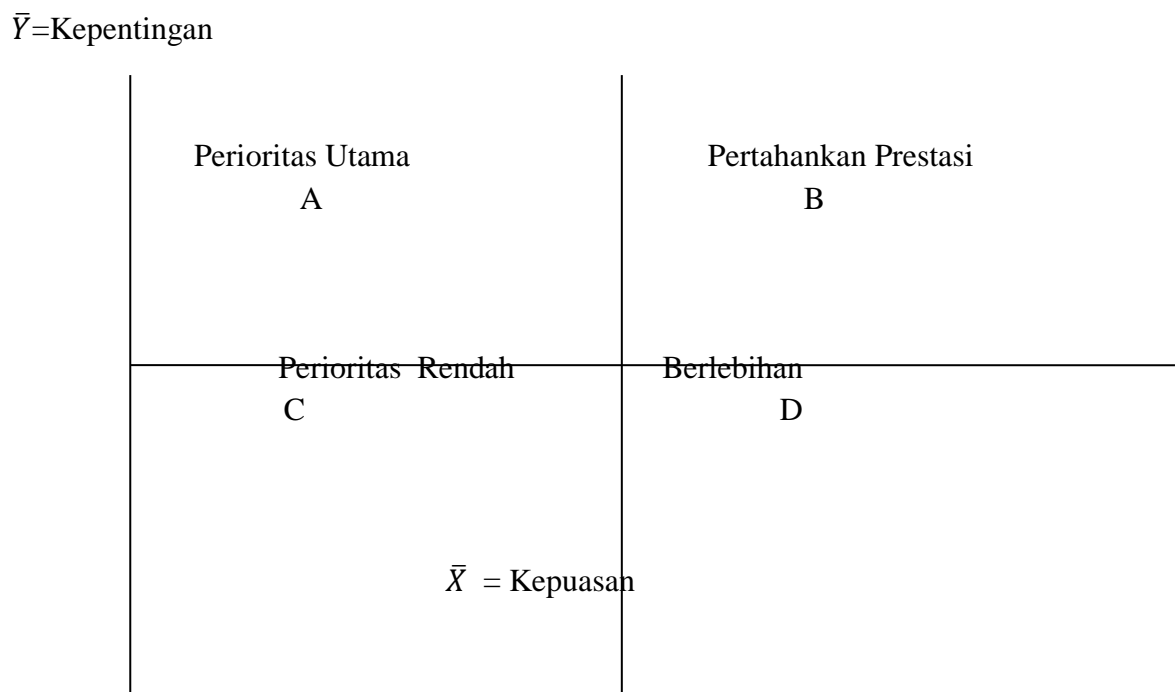 Ȳ=Kepentingan
Perioritas Utama Pertahankan Prestasi
A B
Perioritas Rendah Berlebihan
C D
X̄ = Kepuasan